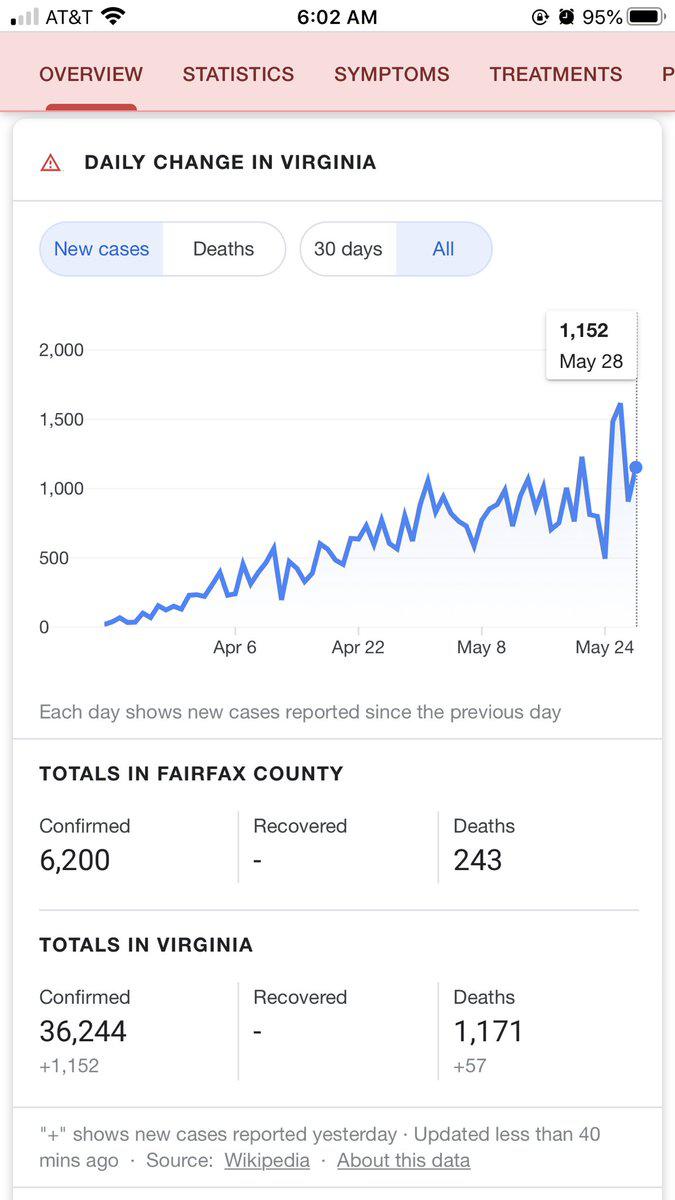 AT&T 6:02 AM 95%
OVERVIEW STATISTICS SYMPTOMS TREATMENTS P
DAILY CHANGE IN VIRGINIA
New cases Deaths 30 days All
1,152
May 28
2,000
1,500
1,000
500
0
Apr 6 Apr 22 May 8 May 24
Each day shows new cases reported since the previous day
TOTALS IN FAIRFAX COUNTY
Confirmed Recovered Deaths
6,200 - 243
TOTALS IN VIRGINIA
Confirmed Recovered Deaths
36,244 - 1,171
+1,152 +57
"+" shows new cases reported yesterday · Updated less than 40
mins ago · Source: Wikipedia · About this data